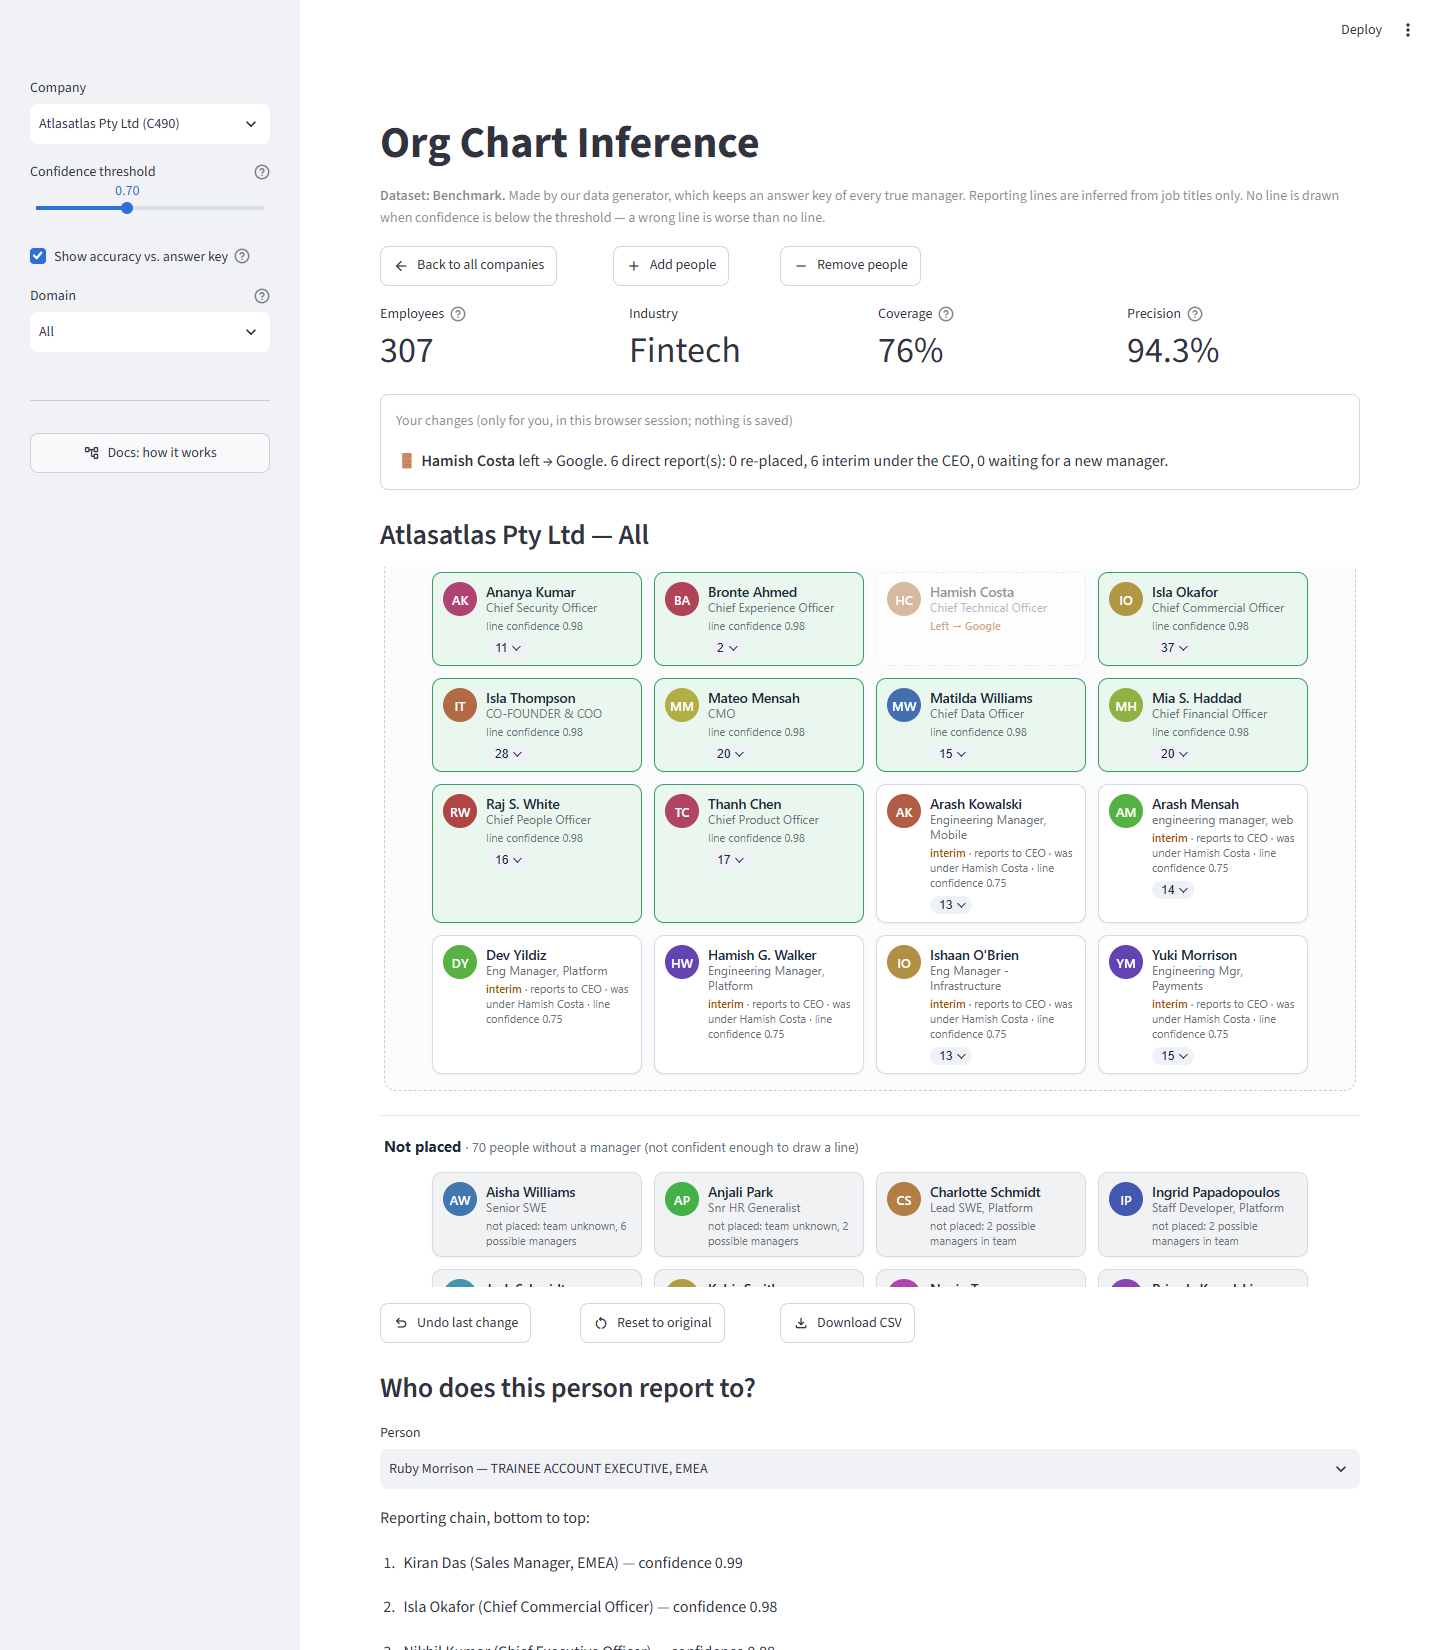 Deploy
Company
Atlasatlas Pty Ltd (C490)
Confidence threshold
0.70
Show accuracy vs. answer key
Domain
All
Docs: how it works
Org Chart Inference
Dataset: Benchmark. Made by our data generator, which keeps an answer key of every true manager. Reporting lines are inferred from job titles only. No line is drawn
when confidence is below the threshold — a wrong line is worse than no line.
Back to all companies
Add people
Remove people
Employees
307
Industry
Fintech
Coverage
76%
Precision
94.3%
Your changes (only for you, in this browser session; nothing is saved)
Hamish Costa left → Google. 6 direct report(s): 0 re-placed, 6 interim under the CEO, 0 waiting for a new manager.
Atlasatlas Pty Ltd — All
AK
Ananya Kumar
Chief Security Officer
line confidence 0.98
11
BA
Bronte Ahmed
Chief Experience Officer
line confidence 0.98
2
HC
Hamish Costa
Chief Technical Officer
Left → Google
IO
Isla Okafor
Chief Commercial Officer
line confidence 0.98
37
IT
Isla Thompson
CO-FOUNDER & COO
line confidence 0.98
28
MM
Mateo Mensah
CMO
line confidence 0.98
20
MW
Matilda Williams
Chief Data Officer
line confidence 0.98
15
MH
Mia S. Haddad
Chief Financial Officer
line confidence 0.98
20
RW
Raj S. White
Chief People Officer
line confidence 0.98
16
TC
Thanh Chen
Chief Product Officer
line confidence 0.98
17
AK
Arash Kowalski
Engineering Manager,
Mobile
interim · reports to CEO · was
under Hamish Costa · line
confidence 0.75
13
AM
Arash Mensah
engineering manager, web
interim · reports to CEO · was
under Hamish Costa · line
confidence 0.75
14
DY
Dev Yildiz
Eng Manager, Platform
interim · reports to CEO · was
under Hamish Costa · line
confidence 0.75
HW
Hamish G. Walker
Engineering Manager,
Platform
interim · reports to CEO · was
under Hamish Costa · line
confidence 0.75
IO
Ishaan O'Brien
Eng Manager -
Infrastructure
interim · reports to CEO · was
under Hamish Costa · line
confidence 0.75
13
YM
Yuki Morrison
Engineering Mgr,
Payments
interim · reports to CEO · was
under Hamish Costa · line
confidence 0.75
15
Not placed · 70 people without a manager (not confident enough to draw a line)
AW
Aisha Williams
Senior SWE
not placed: team unknown, 6
possible managers
AP
Anjali Park
Snr HR Generalist
not placed: team unknown, 2
possible managers
CS
Charlotte Schmidt
Lead SWE, Platform
not placed: 2 possible
managers in team
IP
Ingrid Papadopoulos
Staff Developer, Platform
not placed: 2 possible
managers in team
Undo last change
Reset to original
Download CSV
Who does this person report to?
Person
Ruby Morrison — TRAINEE ACCOUNT EXECUTIVE, EMEA
Reporting chain, bottom to top:
1. Kiran Das (Sales Manager, EMEA) — confidence 0.99
2. Isla Okafor (Chief Commercial Officer) — confidence 0.98